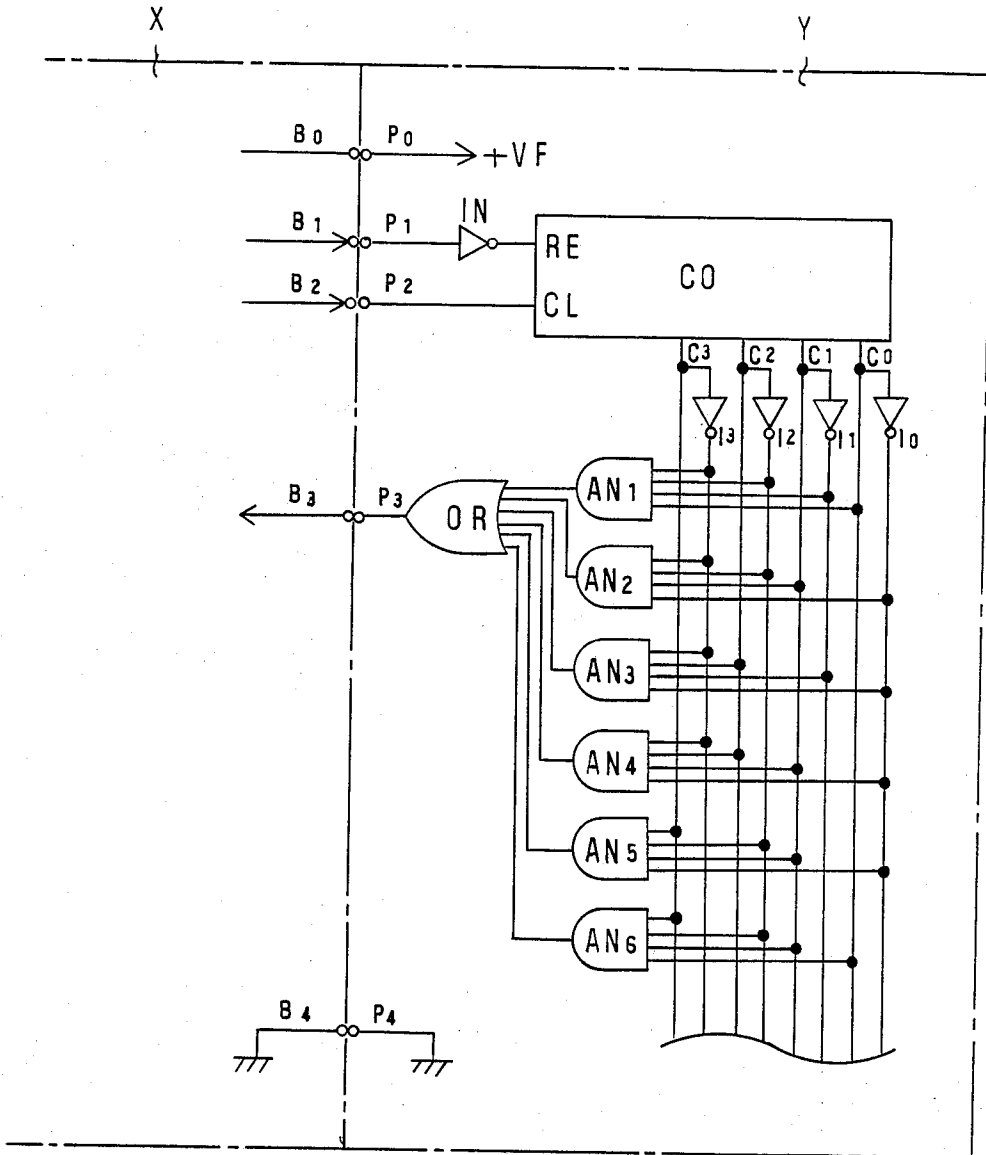 X Y
B0 P0 +VF
B1 P1 IN RE
CO
B2 P2 CL
C3 C2 C1 C0
I3 I2 I1 I0
AN1
B3 P3 OR
AN2
AN3
AN4
AN5
AN6
B4 P4